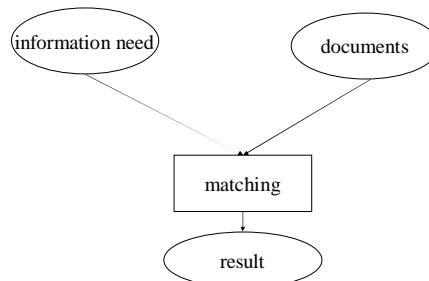 information need
documents
matching
result